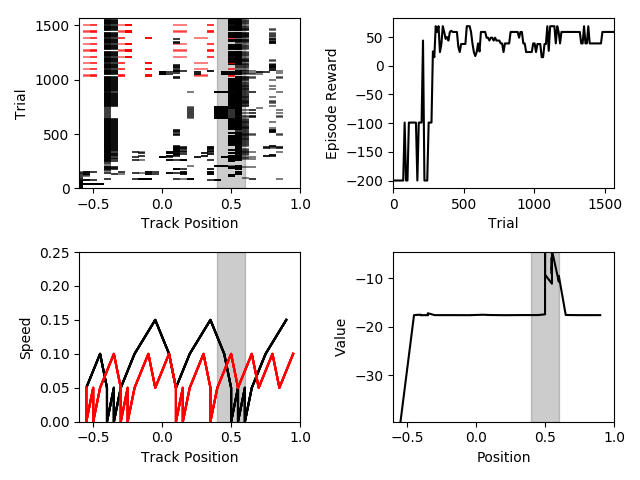 1500
1000
500
0
Trial
−0.5 0.0 0.5 1.0
Track Position
50
0
−50
−100
−150
−200
Episode Reward
0 500 1000 1500
Trial
0.25
0.20
0.15
0.10
0.05
0.00
Speed
−0.5 0.0 0.5 1.0
Track Position
−10
−20
−30
Value
−0.5 0.0 0.5 1.0
Position